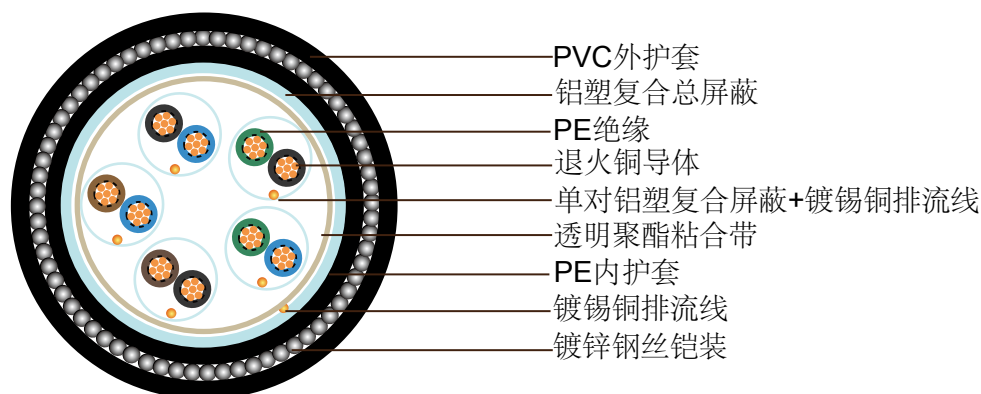 PVC外护套
铝塑复合总屏蔽
PE绝缘
退火铜导体
单对铝塑复合屏蔽+镀锡铜排流线
透明聚酯粘合带
PE内护套
镀锡铜排流线
镀锌钢丝铠装